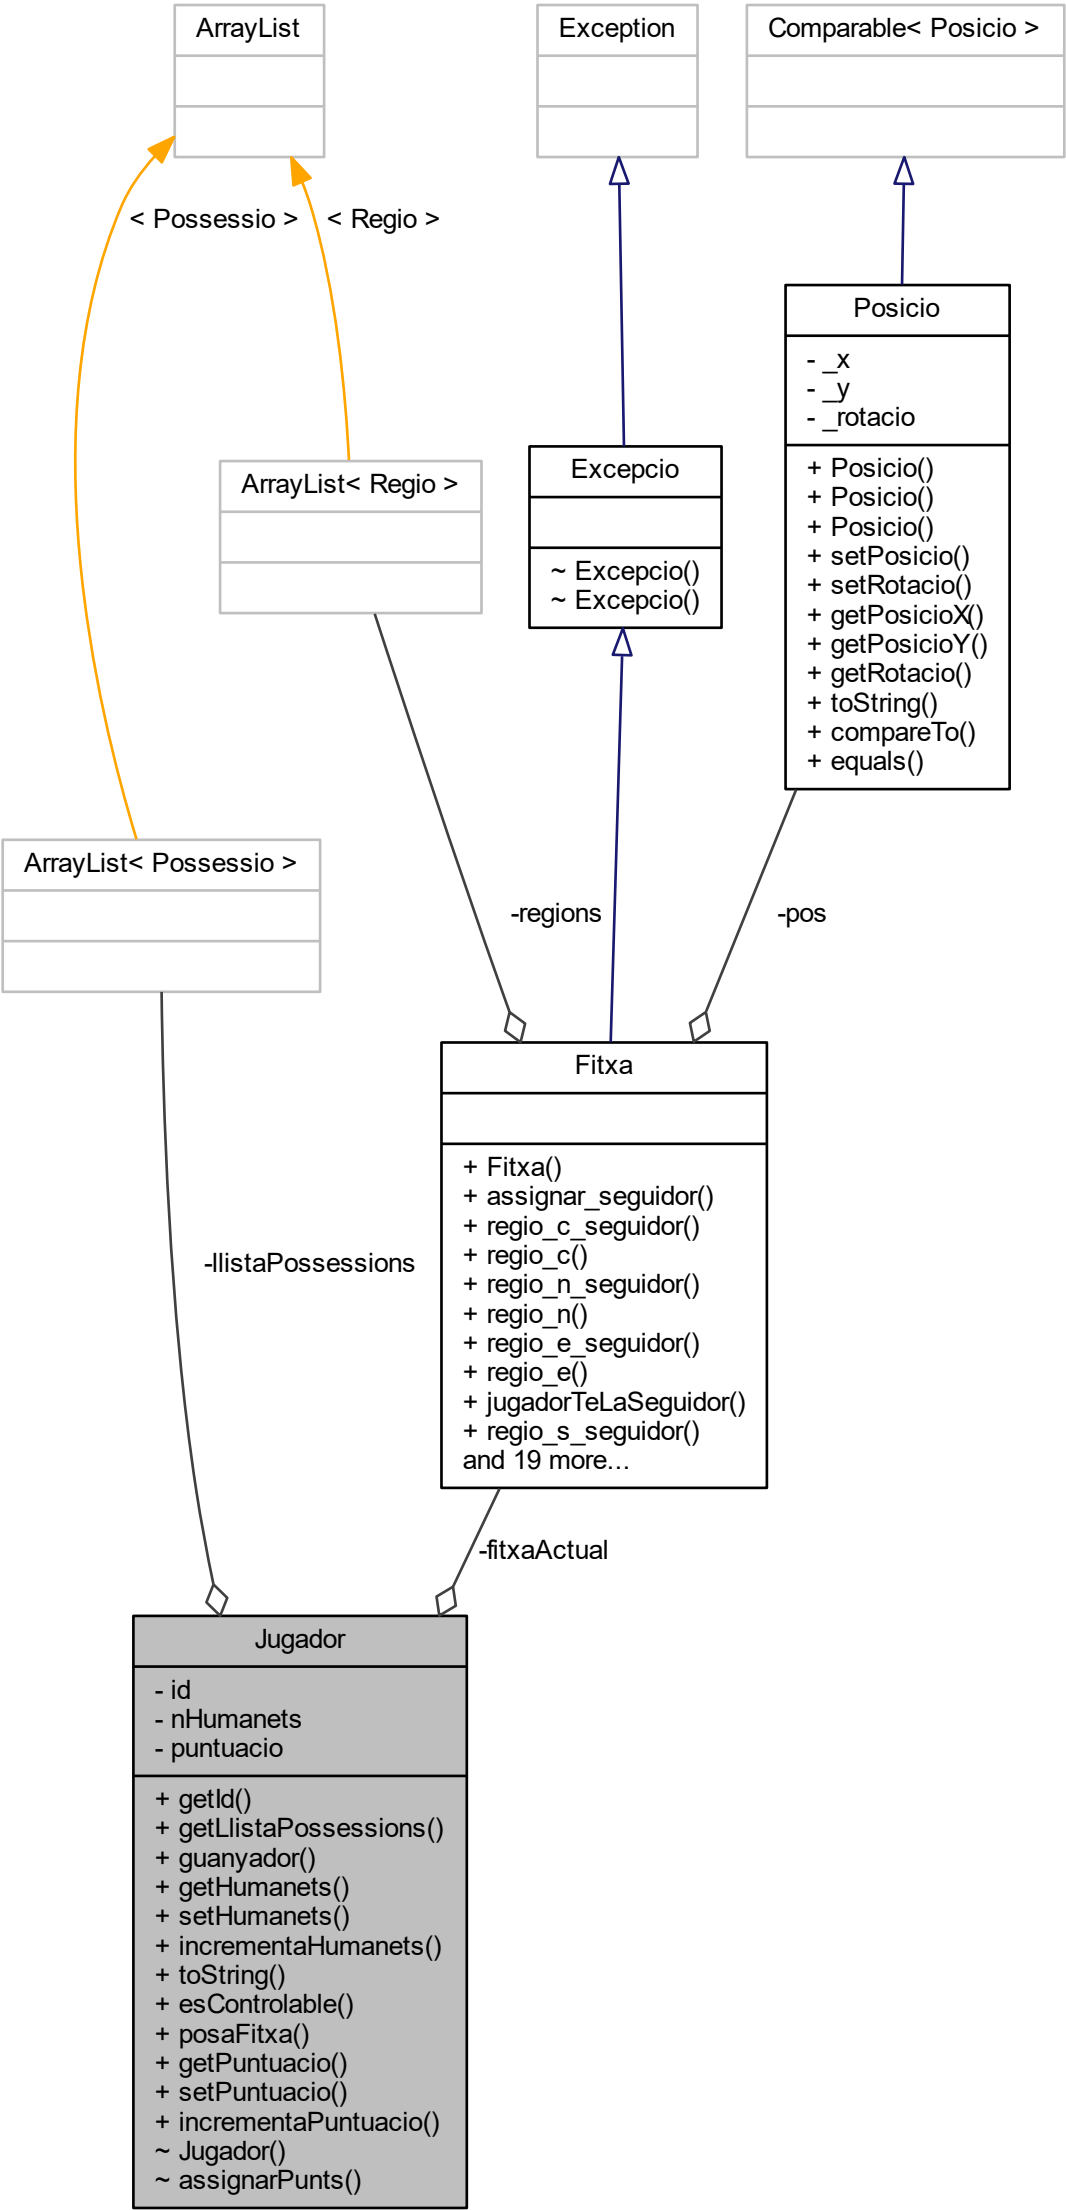 ArrayList
Exception
Comparable< Posicio >
< Possessio >
< Regio >
Posicio
- _x
- _y
- _rotacio
+ Posicio()
+ Posicio()
+ Posicio()
+ setPosicio()
+ setRotacio()
+ getPosicioX()
+ getPosicioY()
+ getRotacio()
+ toString()
+ compareTo()
+ equals()
ArrayList< Regio >
Excepcio
~ Excepcio()
~ Excepcio()
ArrayList< Possessio >
-regions
-pos
Fitxa
+ Fitxa()
+ assignar_seguidor()
+ regio_c_seguidor()
+ regio_c()
+ regio_n_seguidor()
+ regio_n()
+ regio_e_seguidor()
+ regio_e()
+ jugadorTeLaSeguidor()
+ regio_s_seguidor()
and 19 more...
-llistaPossessions
-fitxaActual
Jugador
- id
- nHumanets
- puntuacio
+ getId()
+ getLlistaPossessions()
+ guanyador()
+ getHumanets()
+ setHumanets()
+ incrementaHumanets()
+ toString()
+ esControlable()
+ posaFitxa()
+ getPuntuacio()
+ setPuntuacio()
+ incrementaPuntuacio()
~ Jugador()
~ assignarPunts()